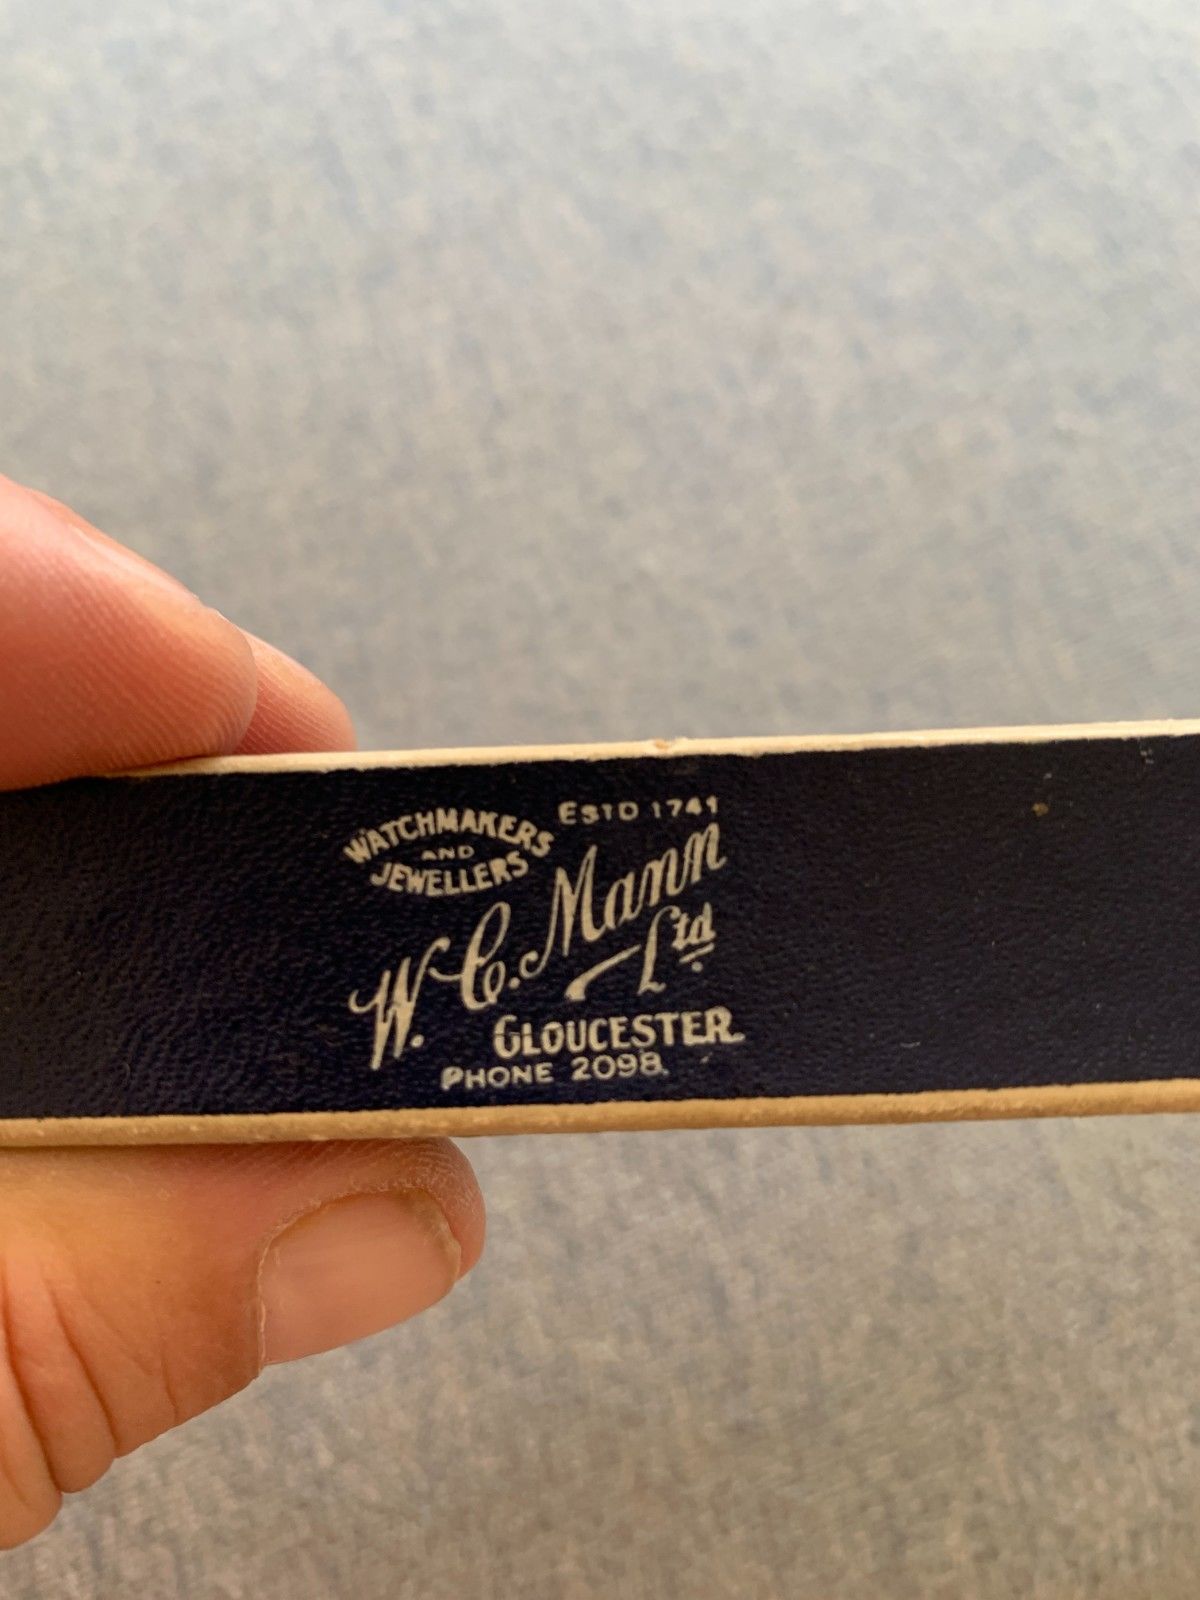 WATCHMAKERS
AND
JEWELLERS
ESTD 1741
W. C. Mann
Ltd.
GLOUCESTER
PHONE 2098.